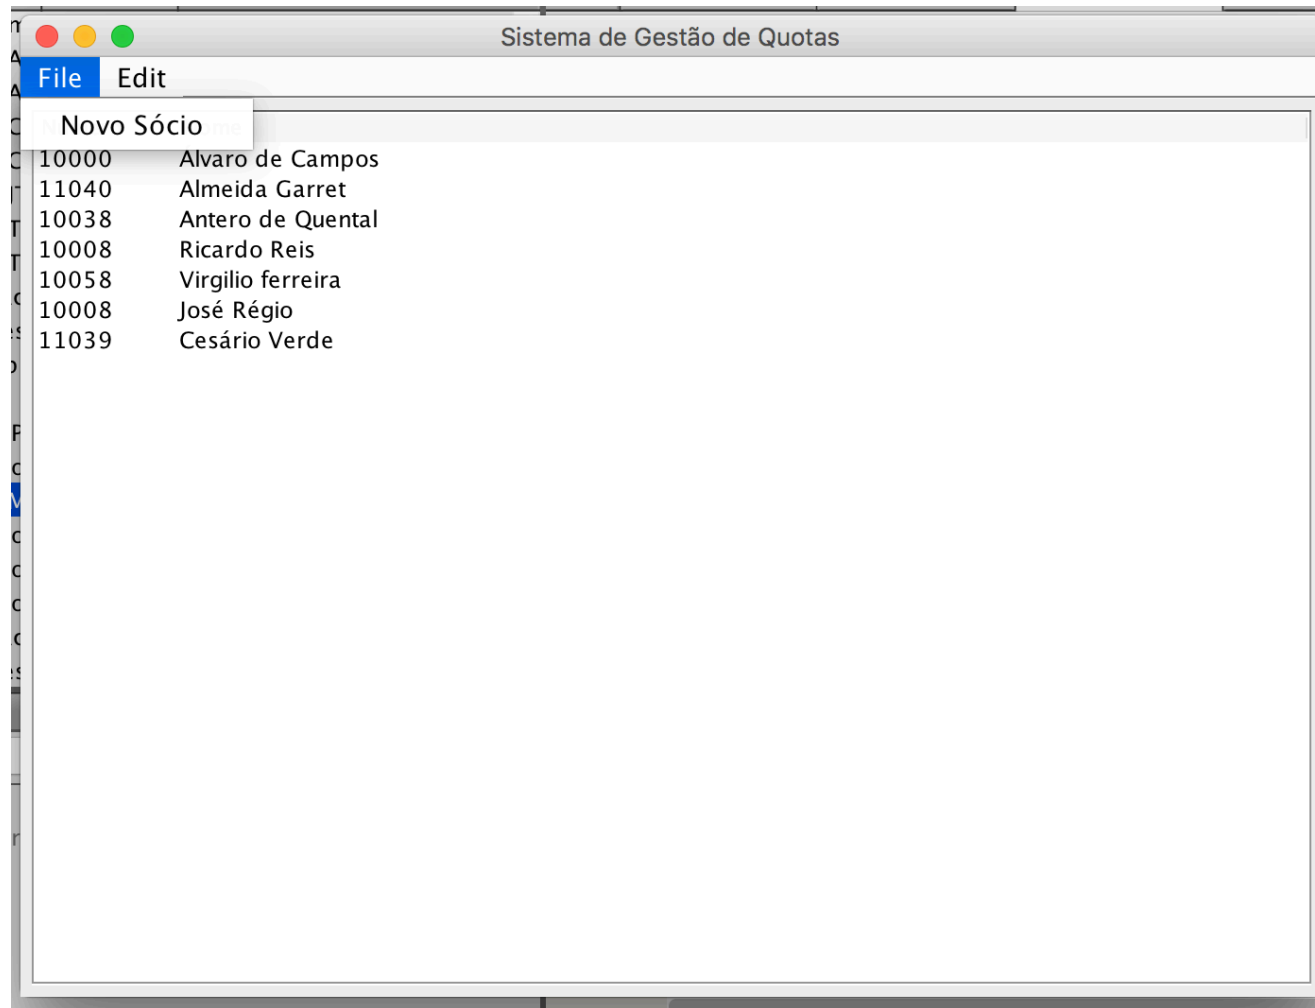 Sistema de Gestão de Quotas
File Edit
Novo Sócio
10000 Alvaro de Campos
11040 Almeida Garret
10038 Antero de Quental
10008 Ricardo Reis
10058 Virgilio ferreira
10008 José Régio
11039 Cesário Verde